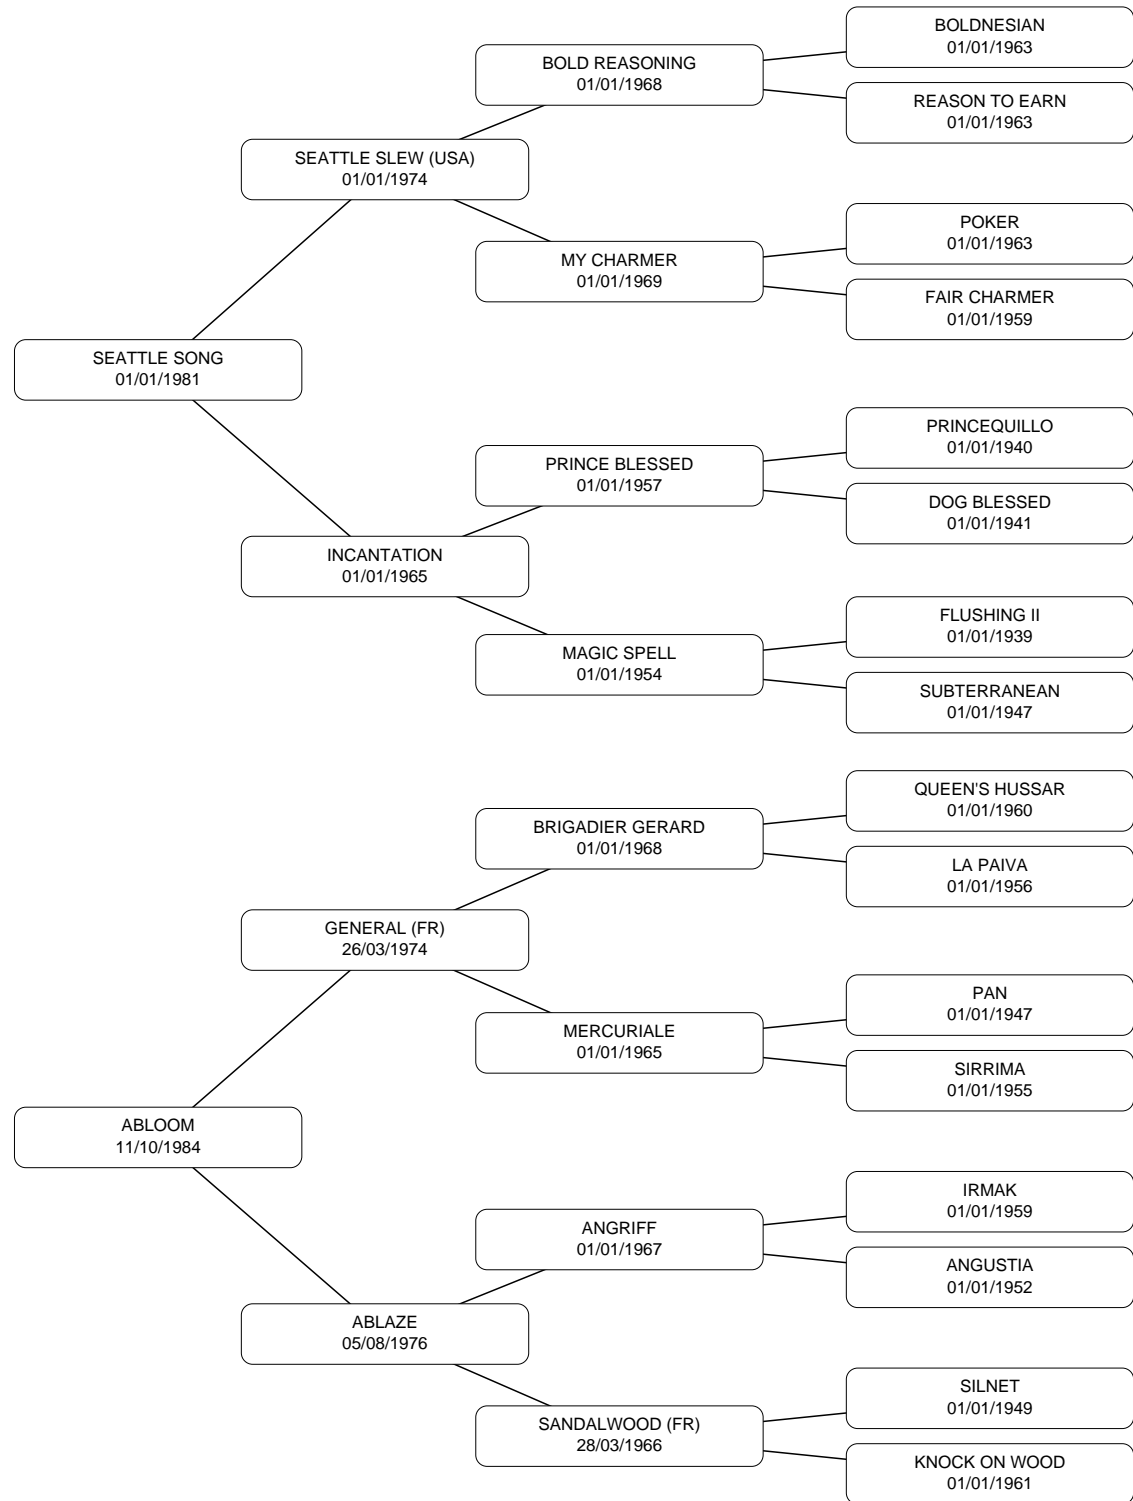 BOLDNESIAN
01/01/1963
BOLD REASONING
01/01/1968
REASON TO EARN
01/01/1963
SEATTLE SLEW (USA)
01/01/1974
POKER
01/01/1963
MY CHARMER
01/01/1969
FAIR CHARMER
01/01/1959
SEATTLE SONG
01/01/1981
PRINCEQUILLO
01/01/1940
PRINCE BLESSED
01/01/1957
DOG BLESSED
01/01/1941
INCANTATION
01/01/1965
FLUSHING II
01/01/1939
MAGIC SPELL
01/01/1954
SUBTERRANEAN
01/01/1947
QUEEN'S HUSSAR
01/01/1960
BRIGADIER GERARD
01/01/1968
LA PAIVA
01/01/1956
GENERAL (FR)
26/03/1974
PAN
01/01/1947
MERCURIALE
01/01/1965
SIRRIMA
01/01/1955
ABLOOM
11/10/1984
IRMAK
01/01/1959
ANGRIFF
01/01/1967
ANGUSTIA
01/01/1952
ABLAZE
05/08/1976
SILNET
01/01/1949
SANDALWOOD (FR)
28/03/1966
KNOCK ON WOOD
01/01/1961